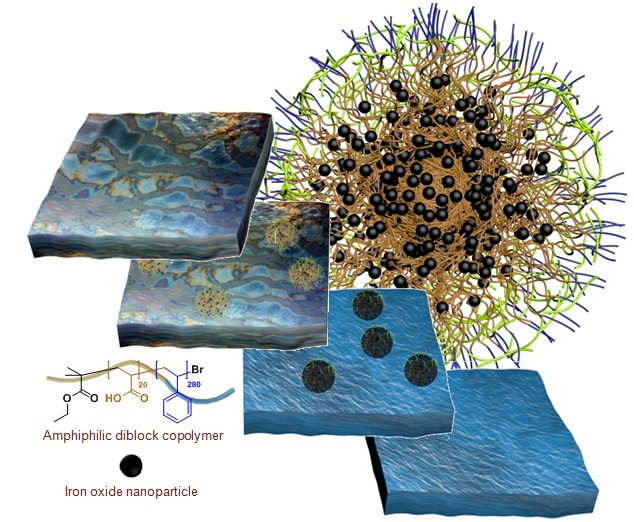 Br
20
280
O
HO
O
O
Amphiphilic diblock copolymer
Iron oxide nanoparticle